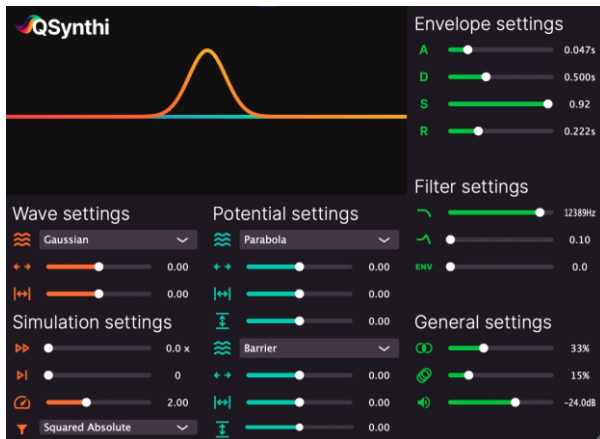 QSynthi
Envelope settings
A 0.047s
D 0.500s
S 0.92
R 0.222s
Filter settings
12389Hz
0.10
ENV 0.0
Wave settings
Gaussian
0.00
0.00
Potential settings
Parabola
0.00
0.00
0.00
Barrier
0.00
0.00
0.00
Simulation settings
0.0 x
0
2.00
Squared Absolute
General settings
33%
15%
-24.0dB